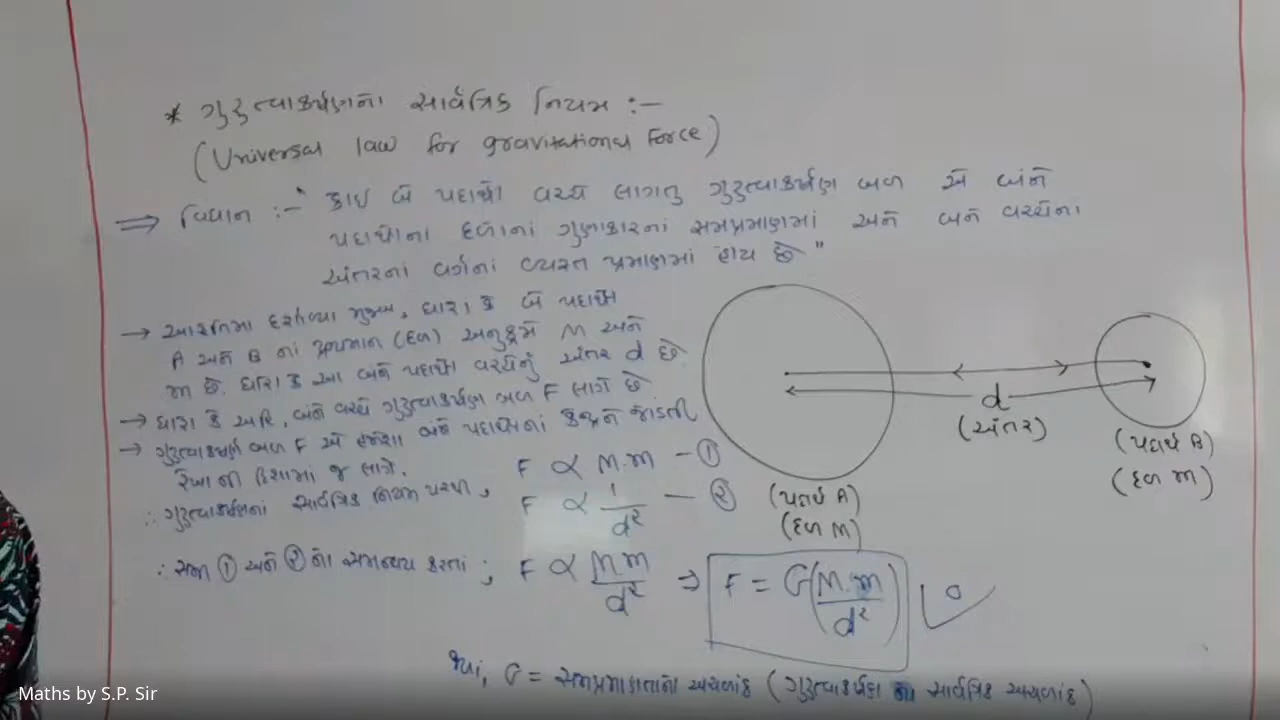 * ગુરુત્વાકર્ષણનો સાર્વત્રિક નિયમ :-
(Universal law for gravitational Force)
⇒ વિધાન :- "કોઇ બે પદાર્થો વચ્ચે લાગતુ ગુરુત્વાકર્ષણ બળ એ બંને
પદાર્થોના દળોનાં ગુણાકારનાં સમપ્રમાણમાં અને બંને વચ્ચેના
અંતરનાં વર્ગનાં વ્યસ્ત પ્રમાણમાં હોય છે"
→ આકૃતિમાં દર્શાવ્યા મુજબ, ધારો કે બે પદાર્થો
A અને B નાં દ્રવ્યમાન (દળ) અનુક્રમે M અને
m છે. ધારો કે આ બંને પદાર્થો વચ્ચેનું અંતર d છે.
→ ધારો કે અહિં, બંને વચ્ચે ગુરુત્વાકર્ષણ બળ F લાગે છે
→ ગુરુત્વાકર્ષણ બળ F એ હંમેશા બંને પદાર્થોનાં કેન્દ્રને જોડતી
રેખાની દિશામાં જ લાગે.
∴ ગુરુત્વાકર્ષણનાં સાર્વત્રિક નિયમ પરથી, F ∝ M.m — ①
F ∝ 1/d² — ②
∴ સમી ① અને ② નો સમન્વય કરતાં ; F ∝ Mm/d² ⇒ F = G(M.m/d²)
જ્યાં, G = સમપ્રમાણતાનો અચળાંક (ગુરુત્વાકર્ષણનો સાર્વત્રિક અચળાંક)
d
(અંતર)
(પદાર્થ A)
(દળ M)
(પદાર્થ B)
(દળ m)
Maths by S.P. Sir